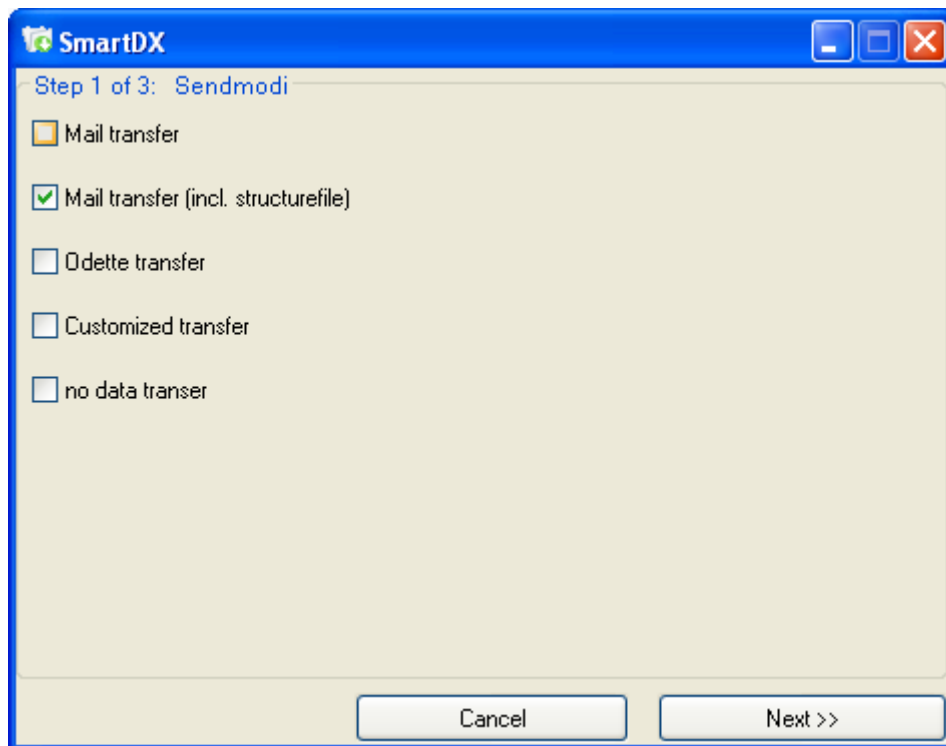 SmartDX
Step 1 of 3: Sendmodi
Mail transfer
Mail transfer (incl. structurefile)
Odette transfer
Customized transfer
no data transer
Cancel
Next >>